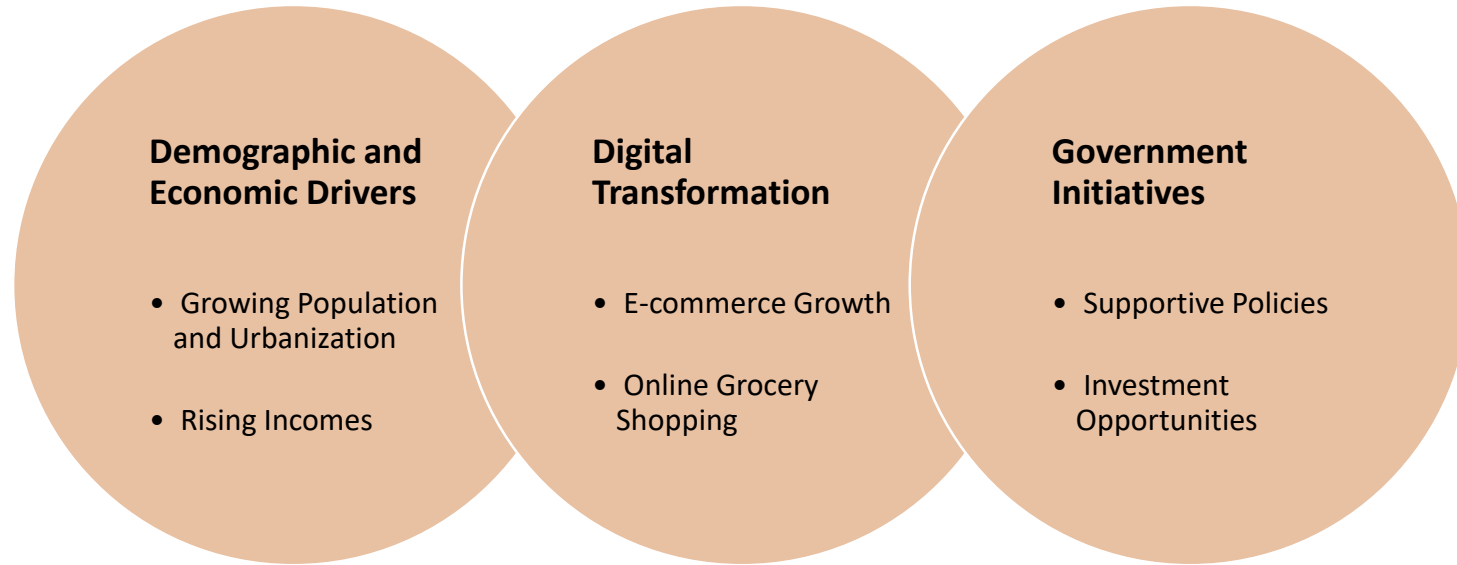 Demographic and
Economic Drivers
• Growing Population
and Urbanization
• Rising Incomes
Digital
Transformation
• E-commerce Growth
• Online Grocery
Shopping
Government
Initiatives
• Supportive Policies
• Investment
Opportunities